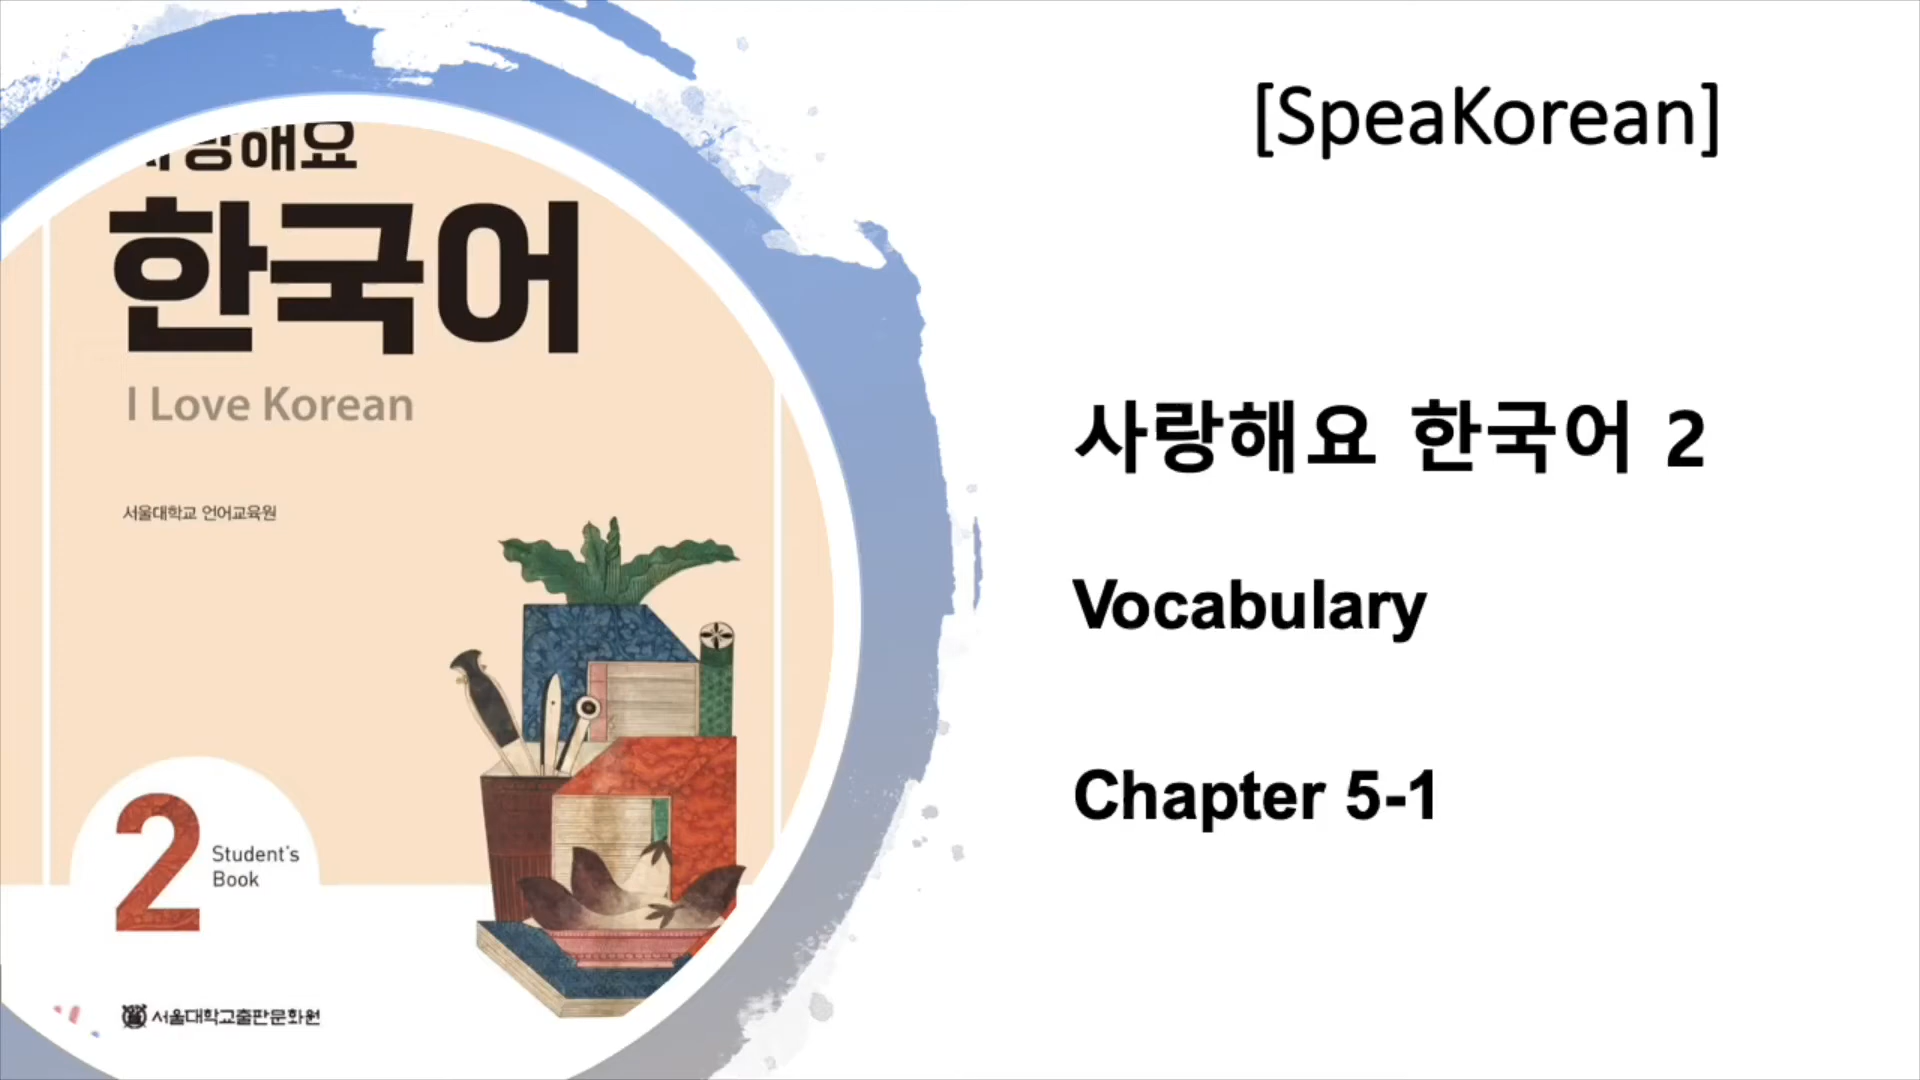 [SpeaKorean]
사랑해요 한국어 2
Vocabulary
Chapter 5-1
사랑해요
한국어
I Love Korean
서울대학교 언어교육원
2
Student's
Book
서울대학교출판문화원